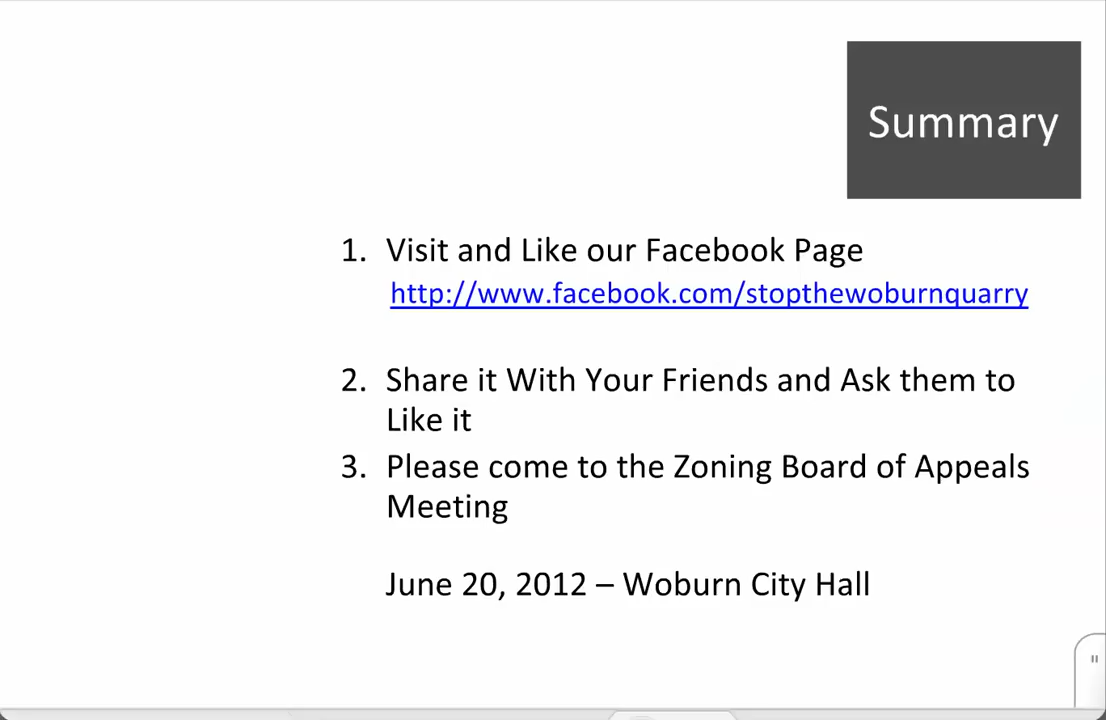 Summary
1. Visit and Like our Facebook Page
http://www.facebook.com/stopthewoburnquarry
2. Share it With Your Friends and Ask them to
Like it
3. Please come to the Zoning Board of Appeals
Meeting
June 20, 2012 – Woburn City Hall